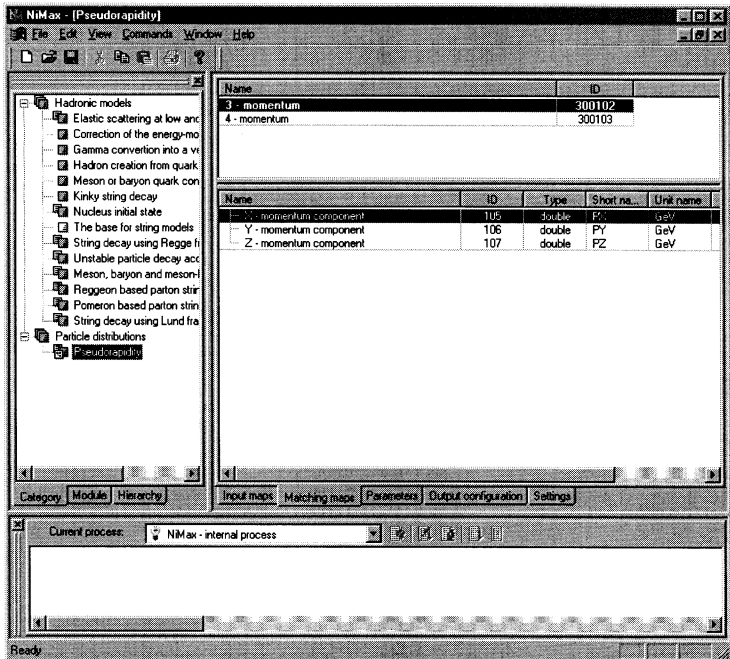 NiMax - [Pseudorapidity]
File Edit View Commands Window Help
Hadronic models
Elastic scattering at low and
Correction of the energy-mo
Gamma convertion into a ve
Hadron creation from quark
Meson or baryon quark con
Kinky string decay
Nucleus initial state
The base for string models
String decay using Regge f
Unstable particle decay acc
Meson, baryon and meson-
Reggeon based parton strin
Pomeron based parton strin
String decay using Lund fra
Particle distributions
Pseudorapidity
Category Module Hierarchy
Name ID
3 - momentum 300102
4 - momentum 300103
Name ID Type Short na... Unit name
X - momentum component 105 double PX GeV
Y - momentum component 106 double PY GeV
Z - momentum component 107 double PZ GeV
Input maps Matching maps Parameters Output configuration Settings
Current process: NiMax - internal process
Ready